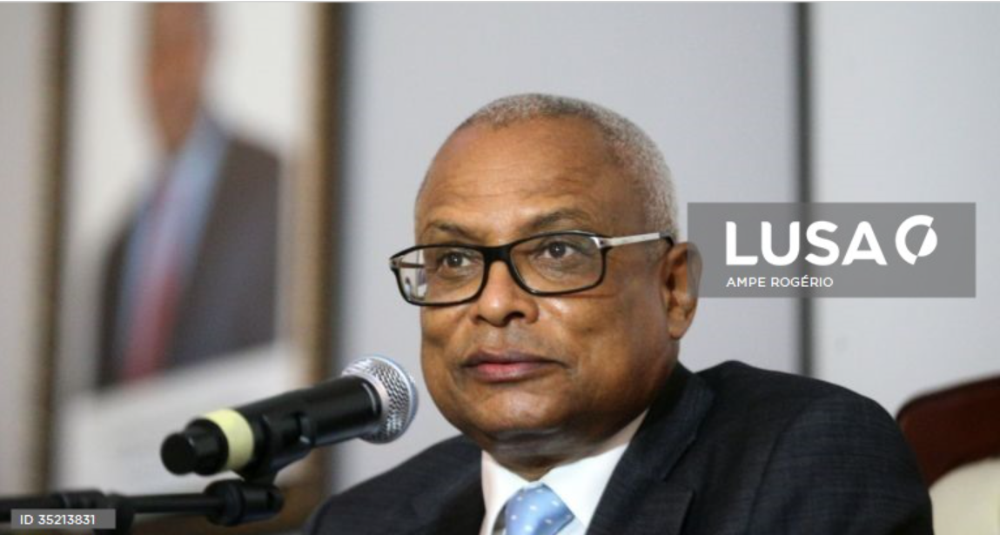 LUSA
AMPE ROGÉRIO
ID 35213831